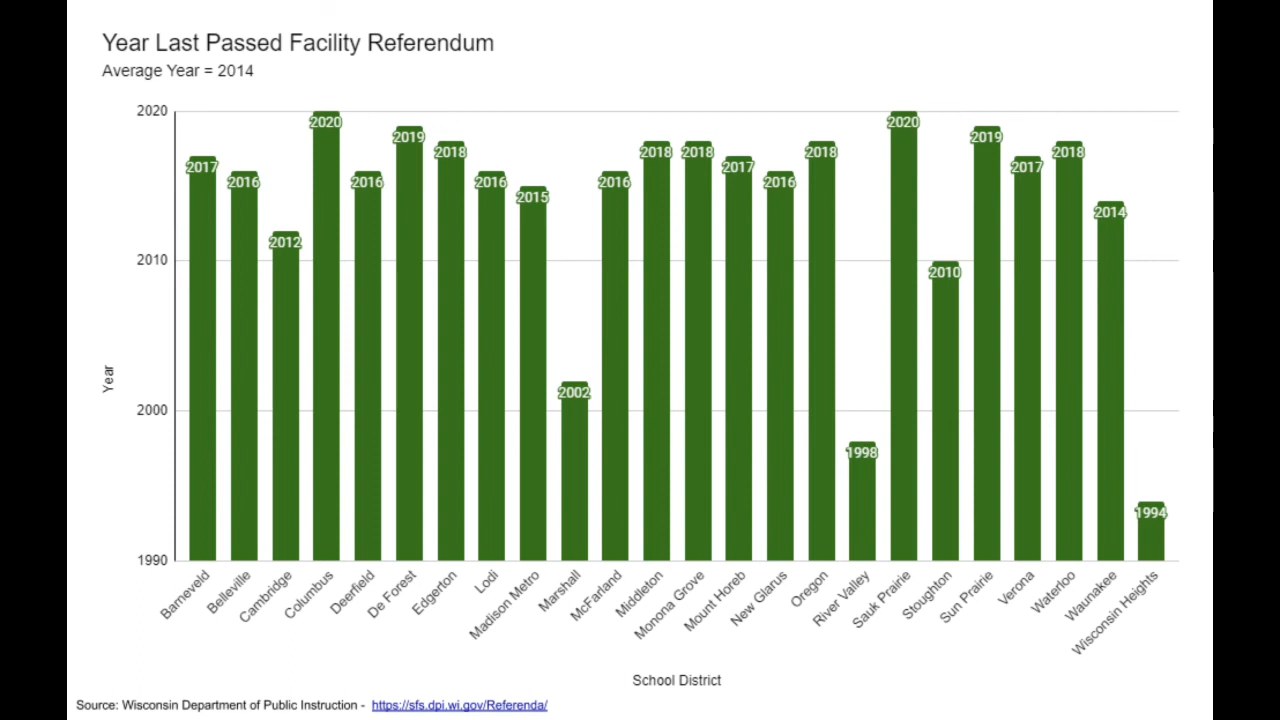 Year Last Passed Facility Referendum
Average Year = 2014
2020
2010
2000
1990
Year
2017
2016
2012
2020
2016
2019
2018
2016
2015
2002
2016
2018
2018
2017
2016
2018
1998
2020
2010
2019
2017
2018
2014
1994
Barneveld
Belleville
Cambridge
Columbus
Deerfield
De Forest
Edgerton
Lodi
Madison Metro
Marshall
McFarland
Middleton
Monona Grove
Mount Horeb
New Glarus
Oregon
River Valley
Sauk Prairie
Stoughton
Sun Prairie
Verona
Waterloo
Waunakee
Wisconsin Heights
School District
Source: Wisconsin Department of Public Instruction - https://sfs.dpi.wi.gov/Referenda/